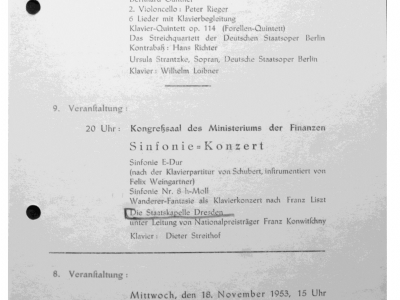 2. Violoncello: Peter Rieger
6 Lieder mit Klavierbegleitung
Klavier-Quintett op. 114 (Forellen-Quintett)
Das Streichquartett der Deutschen Staatsoper Berlin
Kontrabaß: Hans Richter
Ursula Strantzke, Sopran, Deutsche Staatsoper Berlin
Klavier: Wilhelm Loibner
9. Veranstaltung:
20 Uhr: Kongreßsaal des Ministeriums der Finanzen
Sinfonie-Konzert
Sinfonie E-Dur
(nach der Klavierpartitur von Schubert, instrumentiert von
Felix Weingartner)
Sinfonie Nr. 8 h-Moll
Wanderer-Fantasie als Klavierkonzert nach Franz Liszt
Die Staatskapelle Dresden
unter Leitung von Nationalpreisträger Franz Konwitschny
Klavier: Dieter Streithof
8. Veranstaltung:
Mittwoch, den 18. November 1953, 15 Uhr